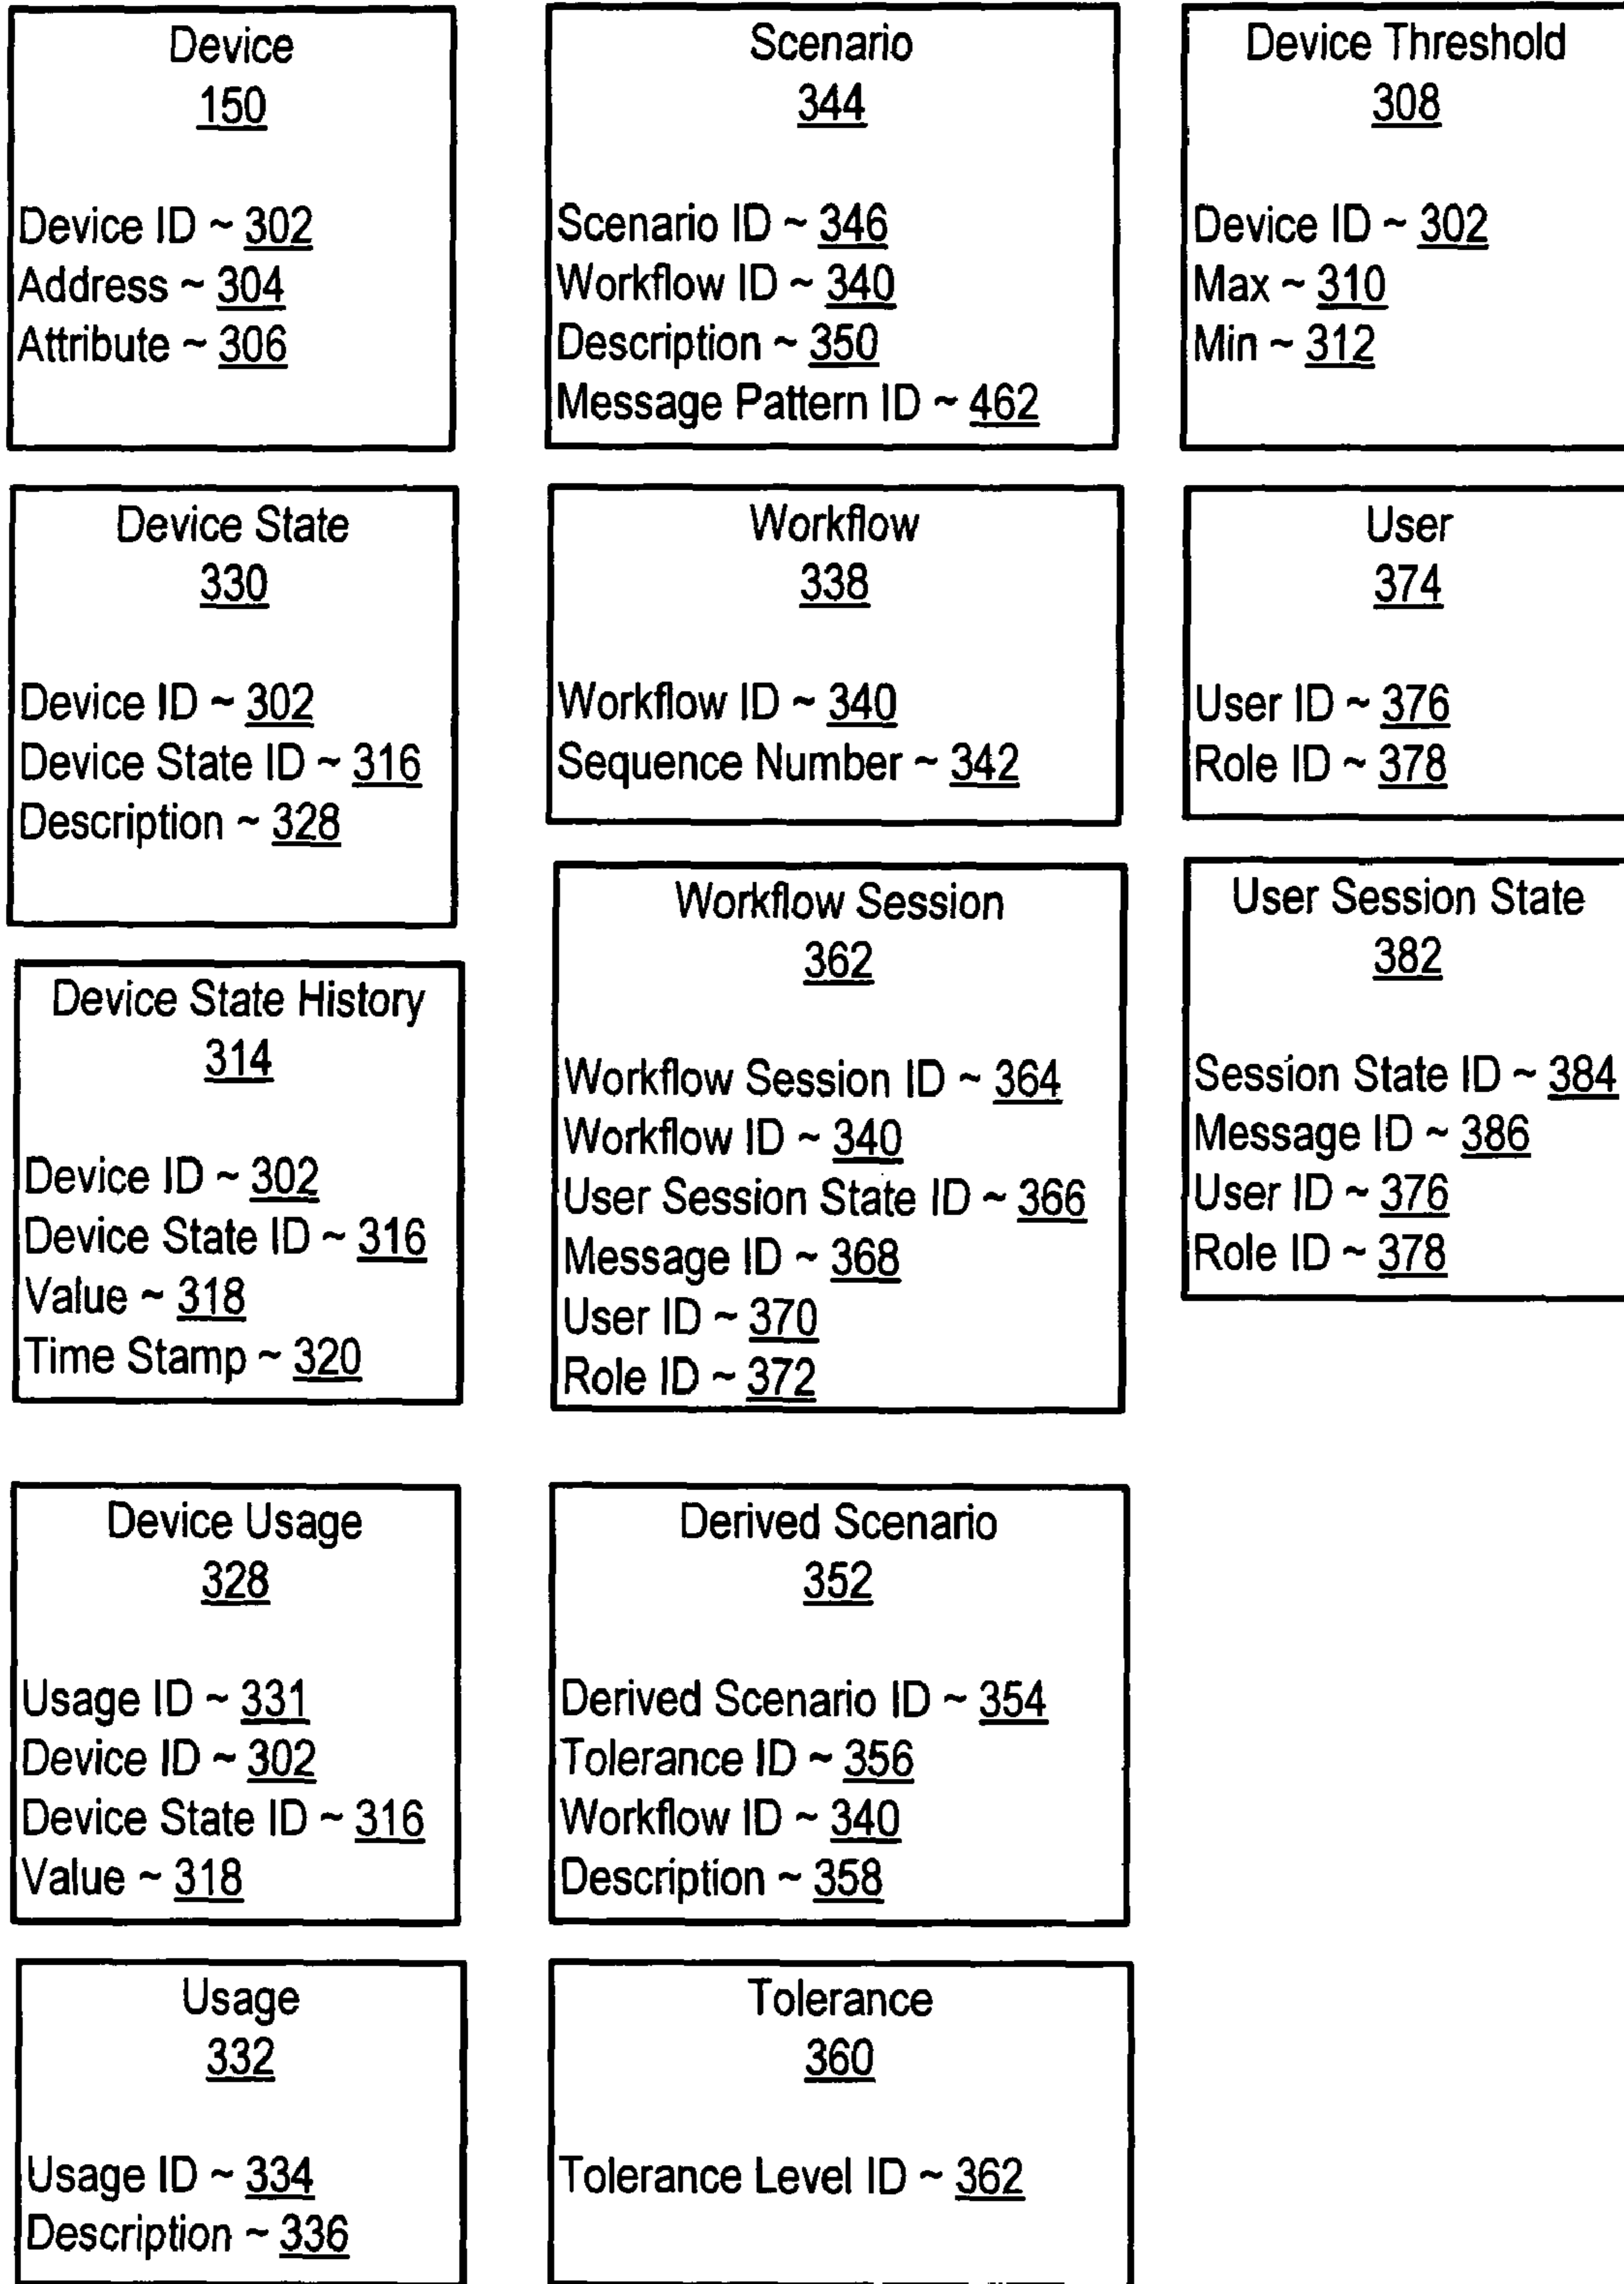 Device
150
Device ID ~ 302
Address ~ 304
Attribute ~ 306
Scenario
344
Scenario ID ~ 346
Workflow ID ~ 340
Description ~ 350
Message Pattern ID ~ 462
Device Threshold
308
Device ID ~ 302
Max ~ 310
Min ~ 312
Device State
330
Device ID ~ 302
Device State ID ~ 316
Description ~ 328
Workflow
338
Workflow ID ~ 340
Sequence Number ~ 342
User
374
User ID ~ 376
Role ID ~ 378
Device State History
314
Device ID ~ 302
Device State ID ~ 316
Value ~ 318
Time Stamp ~ 320
Workflow Session
362
Workflow Session ID ~ 364
Workflow ID ~ 340
User Session State ID ~ 366
Message ID ~ 368
User ID ~ 370
Role ID ~ 372
User Session State
382
Session State ID ~ 384
Message ID ~ 386
User ID ~ 376
Role ID ~ 378
Device Usage
328
Usage ID ~ 331
Device ID ~ 302
Device State ID ~ 316
Value ~ 318
Derived Scenario
352
Derived Scenario ID ~ 354
Tolerance ID ~ 356
Workflow ID ~ 340
Description ~ 358
Usage
332
Usage ID ~ 334
Description ~ 336
Tolerance
360
Tolerance Level ID ~ 362